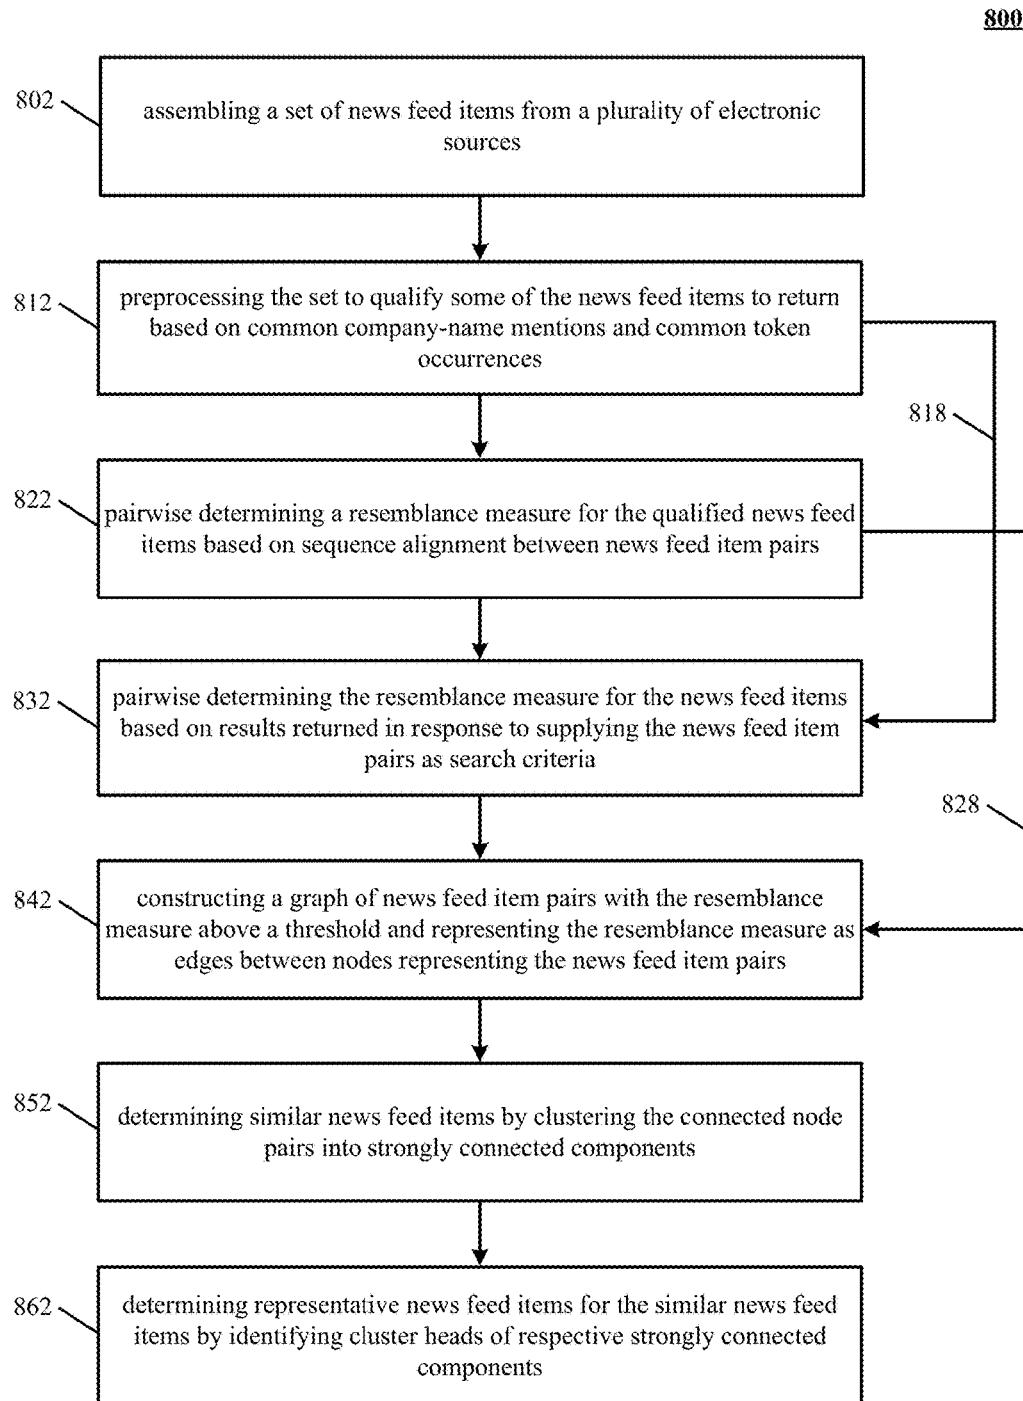 800
802
assembling a set of news feed items from a plurality of electronic
sources
812
preprocessing the set to qualify some of the news feed items to return
based on common company-name mentions and common token
occurrences
818
822
pairwise determining a resemblance measure for the qualified news feed
items based on sequence alignment between news feed item pairs
832
pairwise determining the resemblance measure for the news feed items
based on results returned in response to supplying the news feed item
pairs as search criteria
828
842
constructing a graph of news feed item pairs with the resemblance
measure above a threshold and representing the resemblance measure as
edges between nodes representing the news feed item pairs
852
determining similar news feed items by clustering the connected node
pairs into strongly connected components
862
determining representative news feed items for the similar news feed
items by identifying cluster heads of respective strongly connected
components